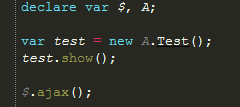 declare var $, A;
var test = new A.Test();
test.show();
$.ajax();